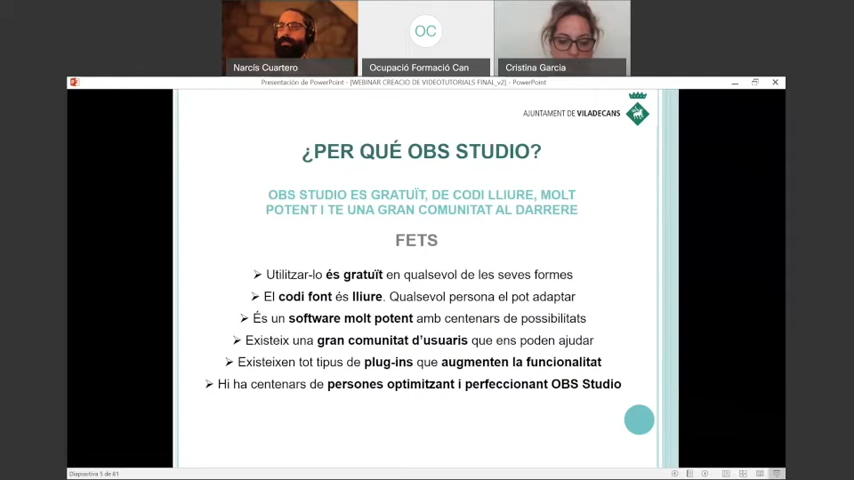 OC
Narcís Cuartero
Ocupació Formació Can
Cristina Garcia
Presentación de PowerPoint - [WEBINAR CREACIO DE VIDEOTUTORIALS FINAL_v2] - PowerPoint
AJUNTAMENT DE VILADECANS
¿PER QUÉ OBS STUDIO?
OBS STUDIO ES GRATUÏT, DE CODI LLIURE, MOLT
POTENT I TE UNA GRAN COMUNITAT AL DARRERE
FETS
➢ Utilitzar-lo és gratuït en qualsevol de les seves formes
➢ El codi font és lliure. Qualsevol persona el pot adaptar
➢ És un software molt potent amb centenars de possibilitats
➢ Existeix una gran comunitat d'usuaris que ens poden ajudar
➢ Existeixen tot tipus de plug-ins que augmenten la funcionalitat
➢ Hi ha centenars de persones optimitzant i perfeccionant OBS Studio
Diapositiva 5 de 61